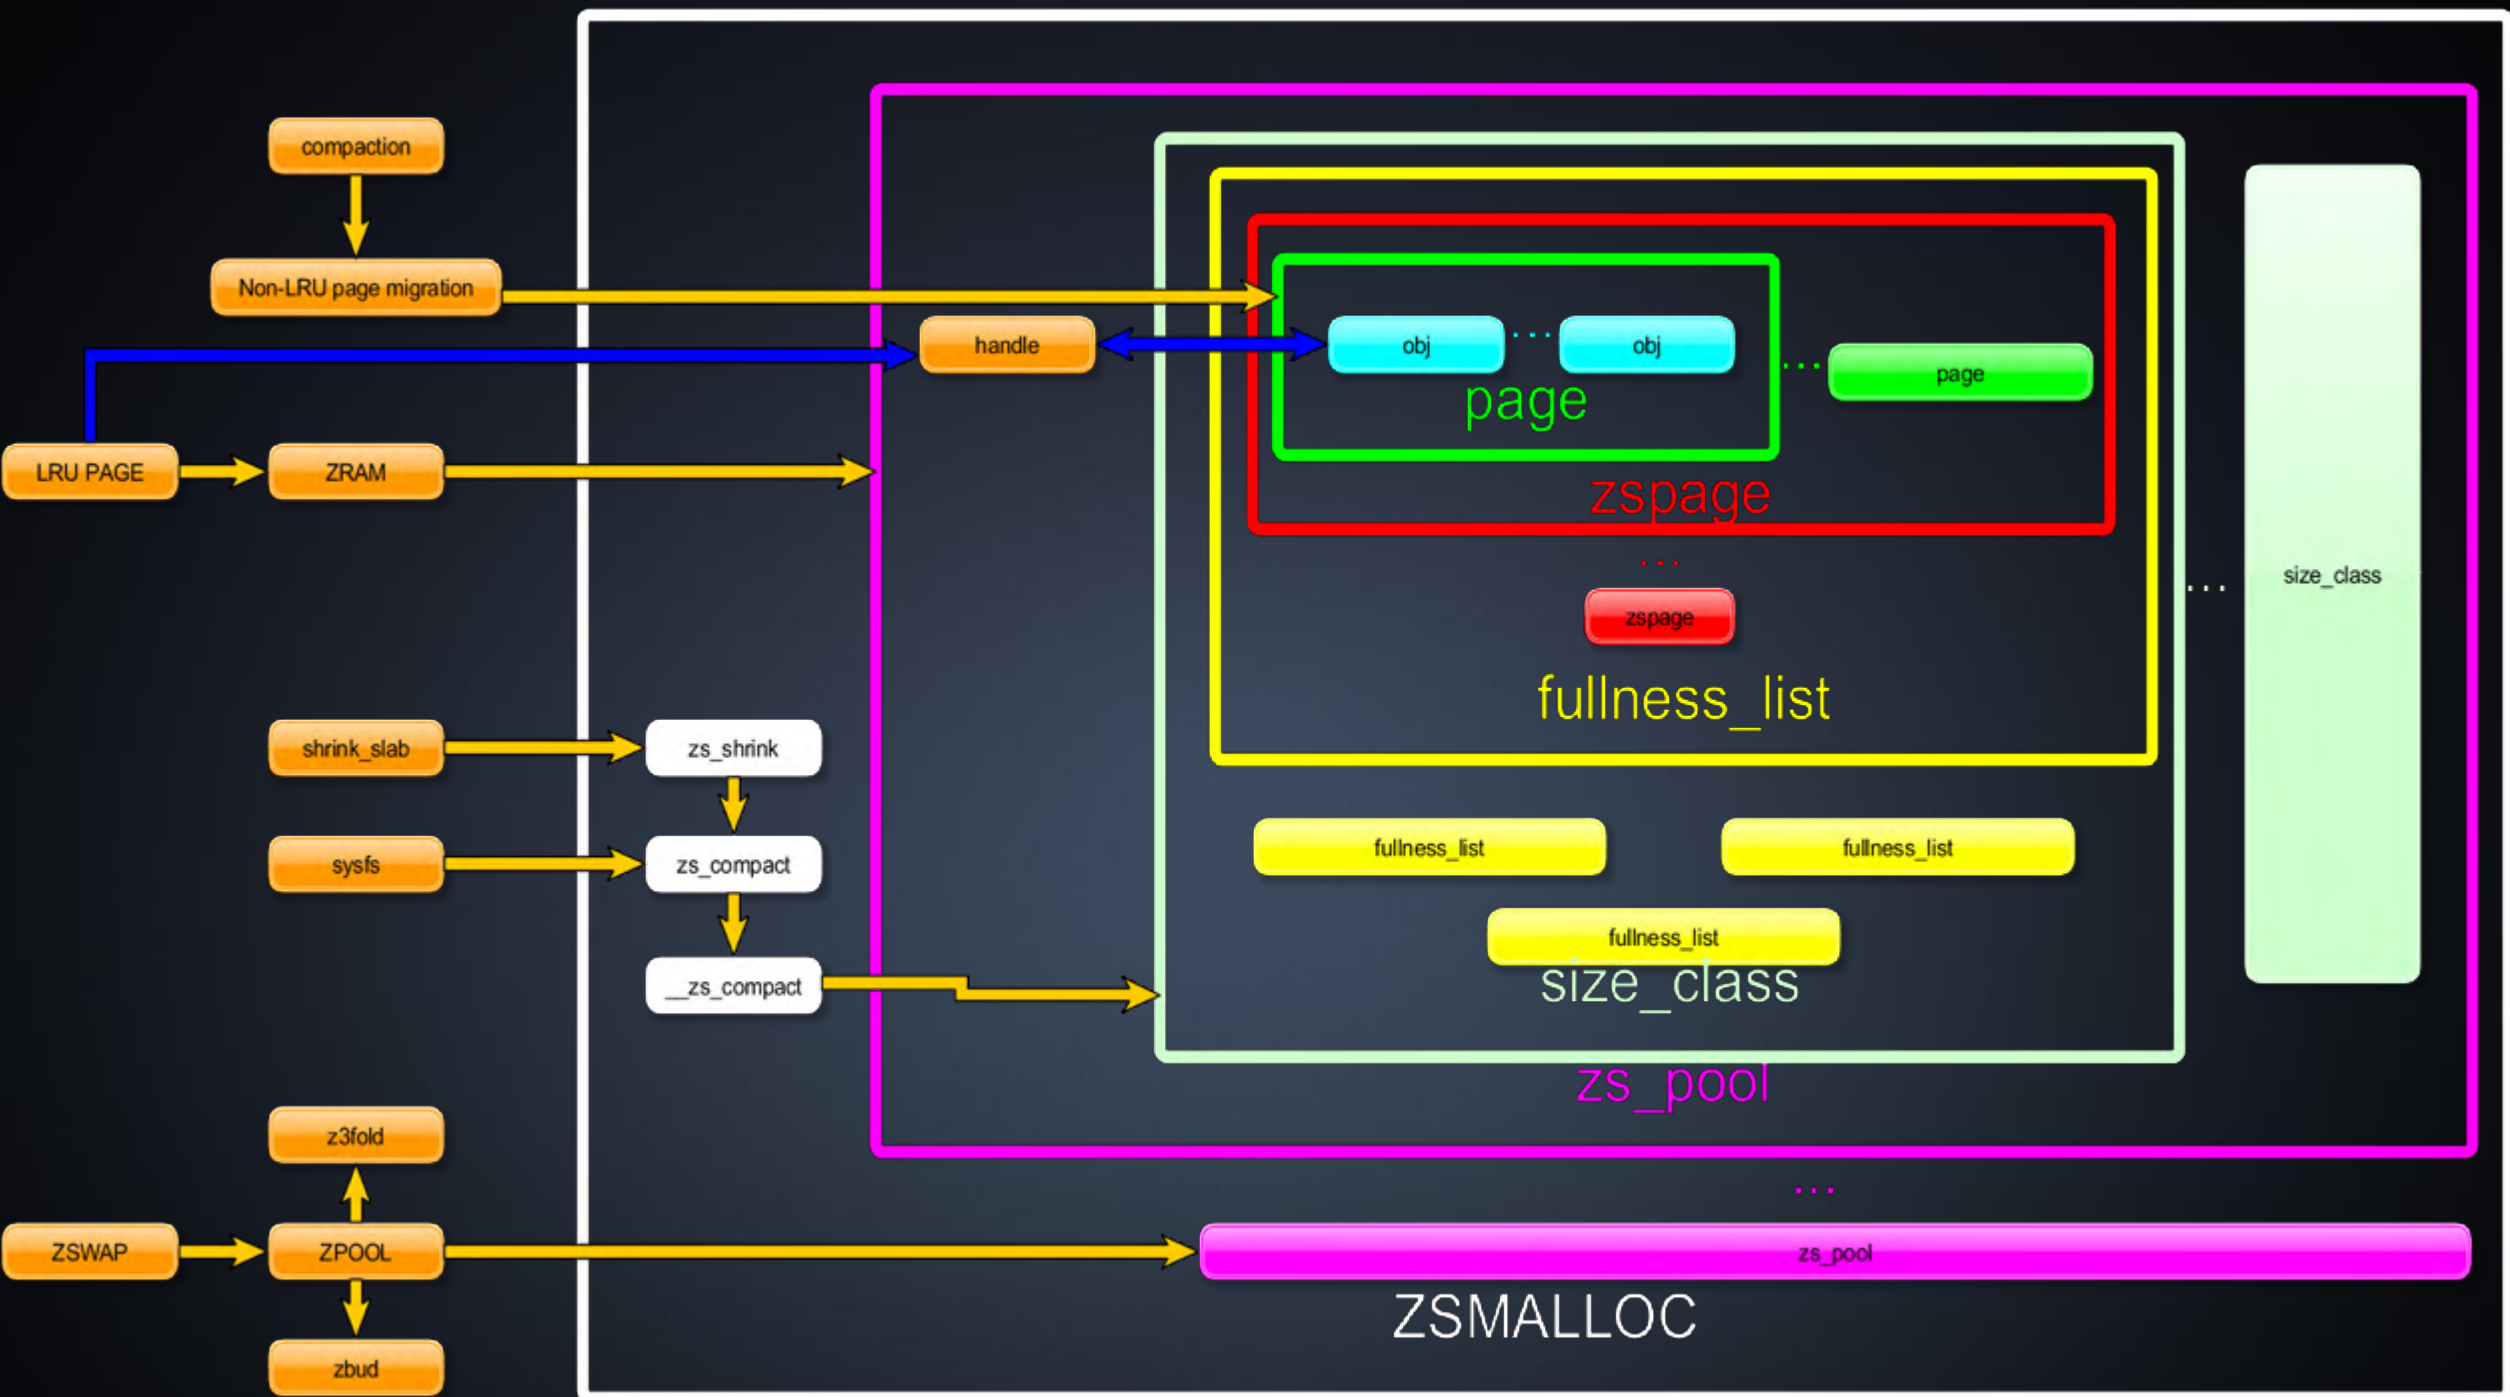 compaction
Non-LRU page migration
handle
obj
...
obj
page
...
page
LRU PAGE
ZRAM
zspage
...
zspage
...
size_class
fullness_list
shrink_slab
zs_shrink
sysfs
zs_compact
fullness_list
fullness_list
fullness_list
__zs_compact
size_class
zs_pool
z3fold
...
ZSWAP
ZPOOL
zs_pool
ZSMALLOC
zbud